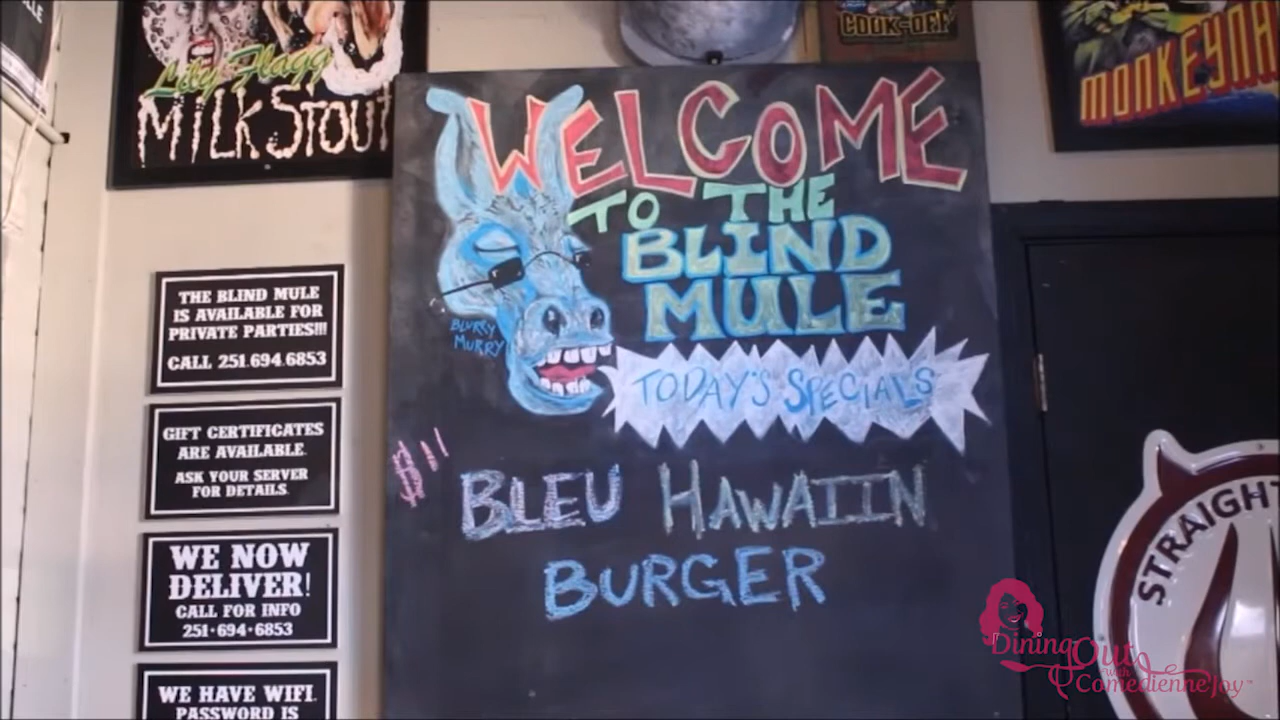 Lily Flagg
MILK STOUT
COOK-OFF
WELCOME
TO THE
BLIND
MULE
BLURRY
MURRY
TODAY'S SPECIALS
$11
BLEU HAWAIIN
BURGER
THE BLIND MULE
IS AVAILABLE FOR
PRIVATE PARTIES!!!
CALL 251.694.6853
GIFT CERTIFICATES
ARE AVAILABLE.
ASK YOUR SERVER
FOR DETAILS.
WE NOW
DELIVER!
CALL FOR INFO
251·694·6853
WE HAVE WIFI.
PASSWORD IS
MONKEYNA
STRAIGHT
Dining Out
With
Comedienne Joy